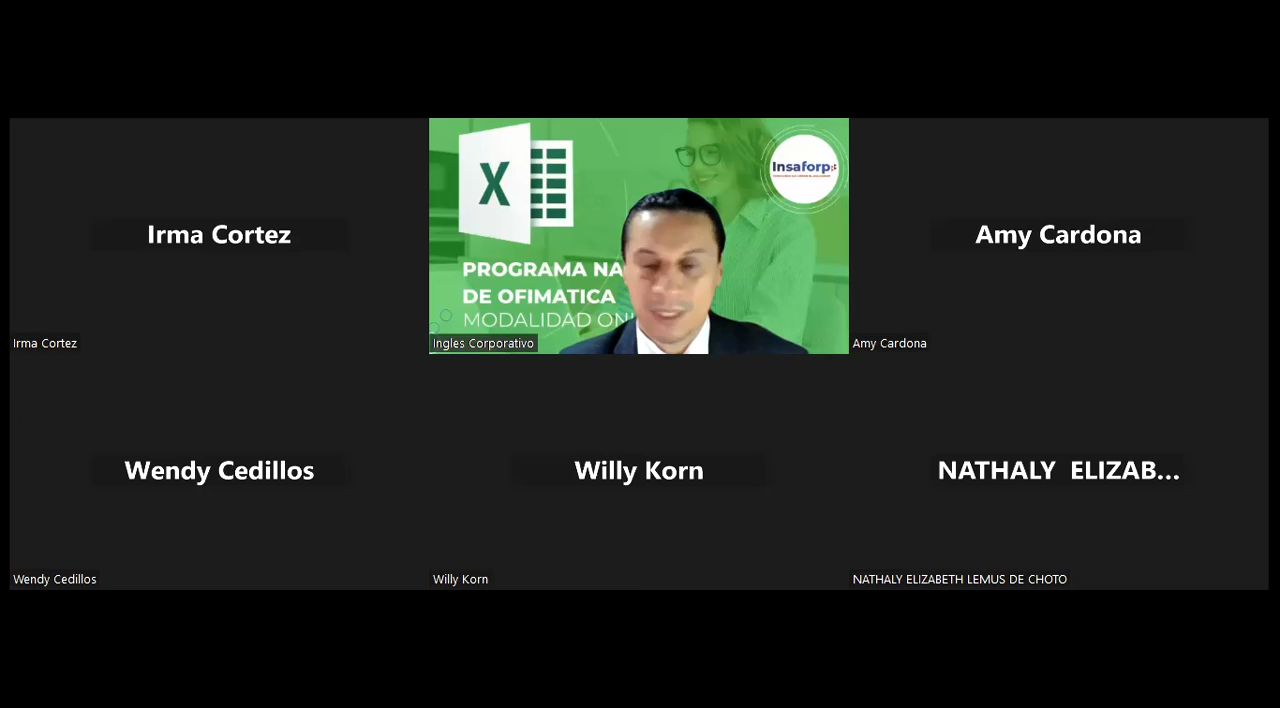 Irma Cortez
Irma Cortez
X
Insaforp
PROGRAMA NA
DE OFIMATICA
MODALIDAD ONL
Ingles Corporativo
Amy Cardona
Amy Cardona
Wendy Cedillos
Wendy Cedillos
Willy Korn
Willy Korn
NATHALY ELIZAB...
NATHALY ELIZABETH LEMUS DE CHOTO